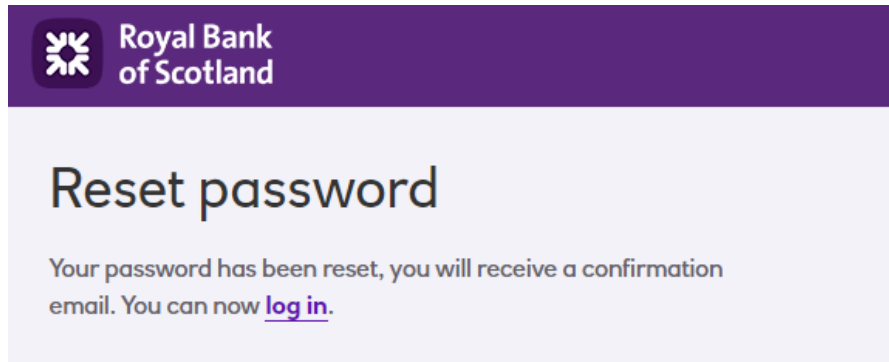 Royal Bank
of Scotland
Reset password
Your password has been reset, you will receive a confirmation
email. You can now log in.